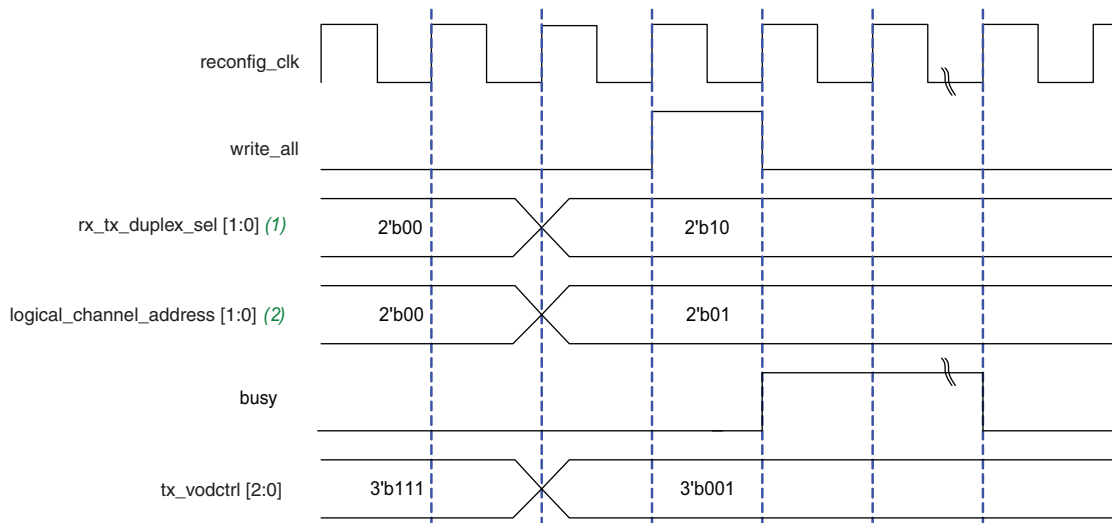 reconfig_clk
write_all
rx_tx_duplex_sel [1:0] (1) 2'b00 2'b10
logical_channel_address [1:0] (2) 2'b00 2'b01
busy
tx_vodctrl [2:0] 3'b111 3'b001